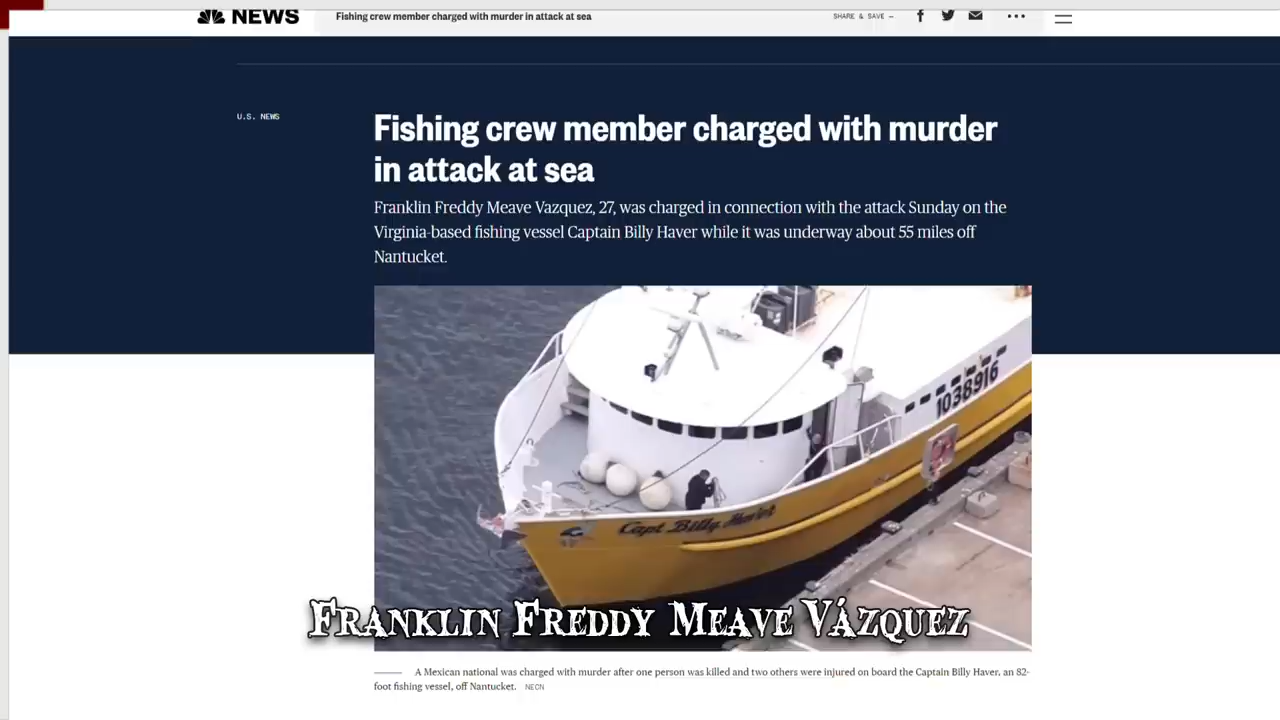 NEWS
Fishing crew member charged with murder in attack at sea
SHARE & SAVE —
U.S. NEWS
Fishing crew member charged with murder
in attack at sea
Franklin Freddy Meave Vazquez, 27, was charged in connection with the attack Sunday on the
Virginia-based fishing vessel Captain Billy Haver while it was underway about 55 miles off
Nantucket.
1038916
Capt Billy Haver
FRANKLIN FREDDY MEAVE VÁZQUEZ
A Mexican national was charged with murder after one person was killed and two others were injured on board the Captain Billy Haver, an 82-
foot fishing vessel, off Nantucket. NECN